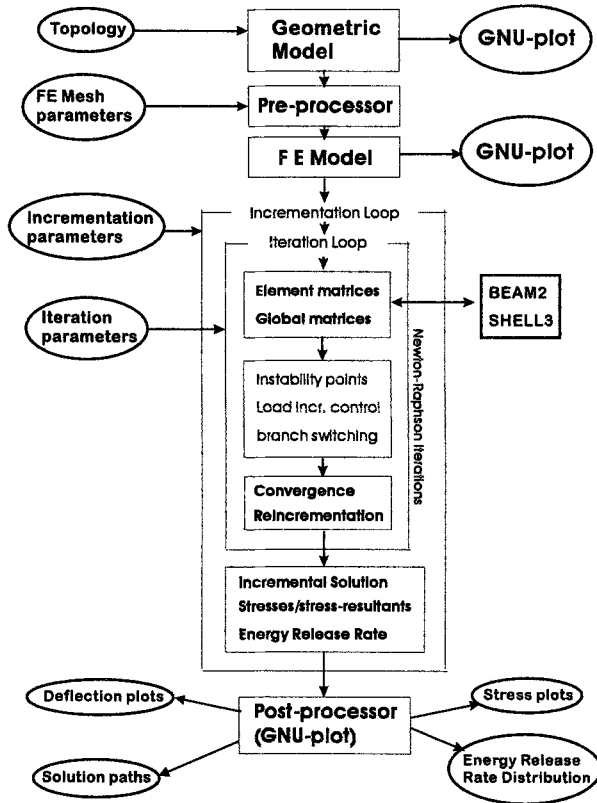 Topology
Geometric
Model
GNU-plot
FE Mesh
parameters
Pre-processor
F E Model
GNU-plot
Incrementation
parameters
Incrementation Loop
Iteration Loop
Element matrices
Global matrices
BEAM2
SHELL3
Iteration
parameters
Instability points
Load incr. control
branch switching
Newton-Raphson Iterations
Convergence
Reincrementation
Incremental Solution
Stresses/stress-resultants
Energy Release Rate
Deflection plots
Post-processor
(GNU-plot)
Stress plots
Solution paths
Energy Release
Rate Distribution